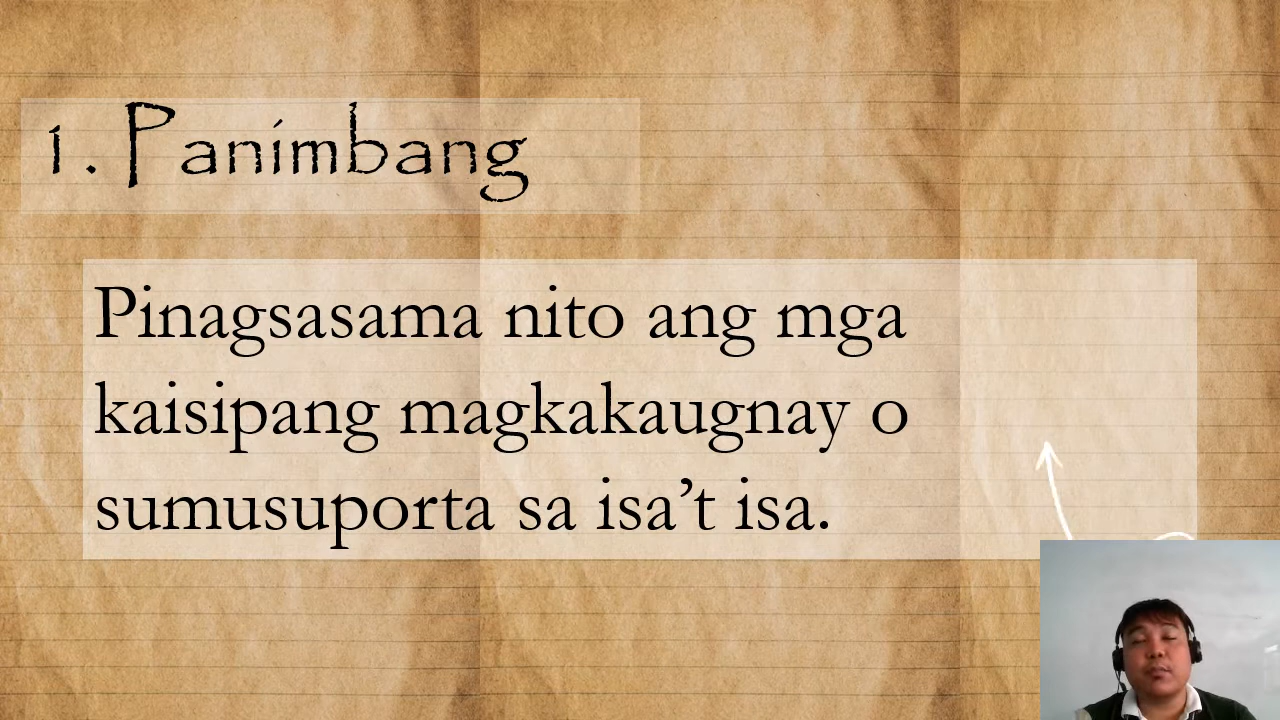 1. Panimbang
Pinagsasama nito ang mga
kaisipang magkakaugnay o
sumusuporta sa isa’t isa.